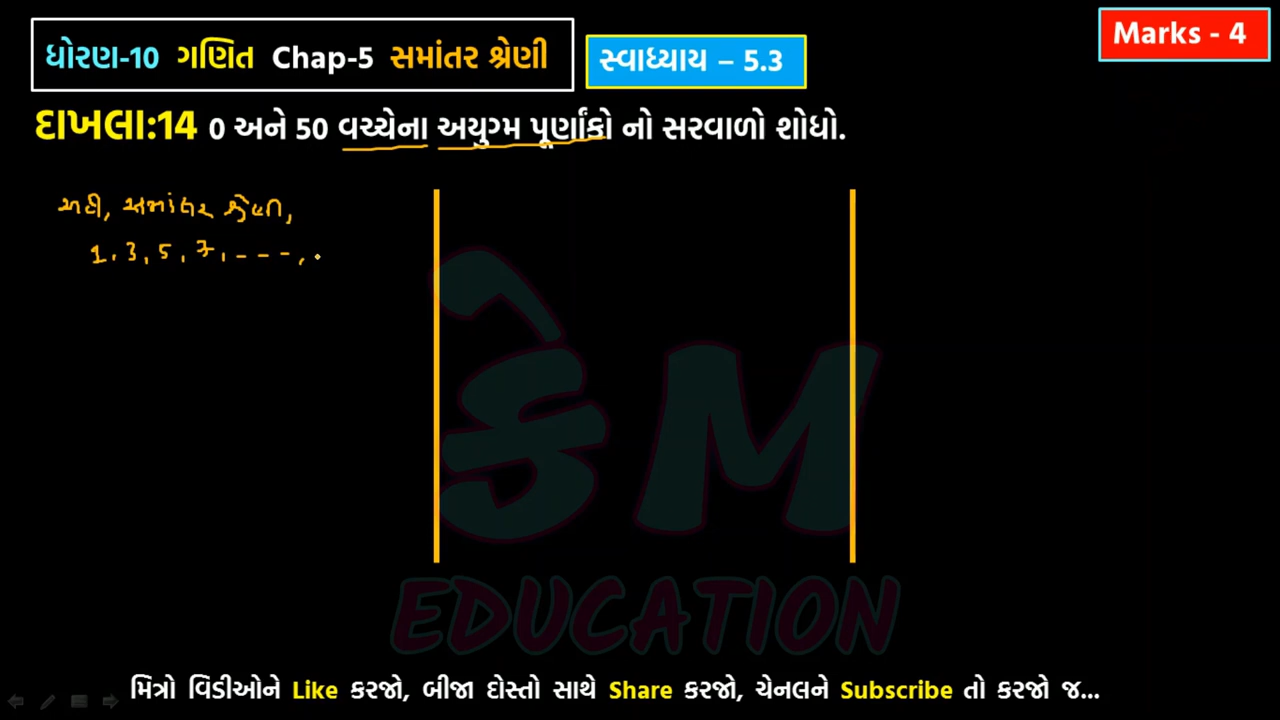 ધોરણ-10 ગણિત Chap-5 સમાંતર શ્રેણી
સ્વાધ્યાય – 5.3
Marks - 4
દાખલા:14 0 અને 50 વચ્ચેના અયુગ્મ પૂર્ણાંકો નો સરવાળો શોધો.
અહીં, સમાંતર શ્રેણી,
1, 3, 5, 7, - - - ,
કેM
EDUCATION
મિત્રો વિડીઓને Like કરજો, બીજા દોસ્તો સાથે Share કરજો, ચેનલને Subscribe તો કરજો જ...